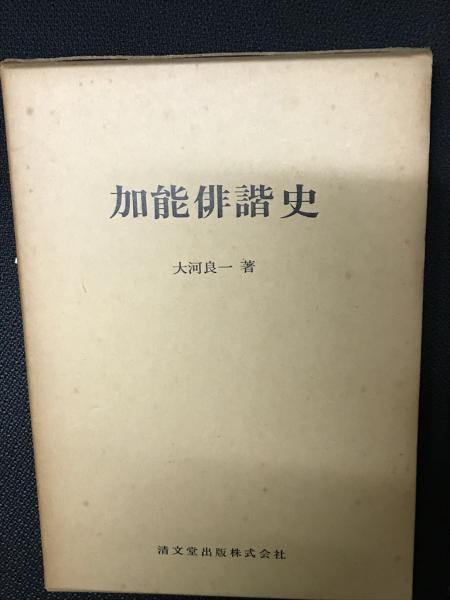 加能俳諧史
大河良一 著
清文堂出版株式会社